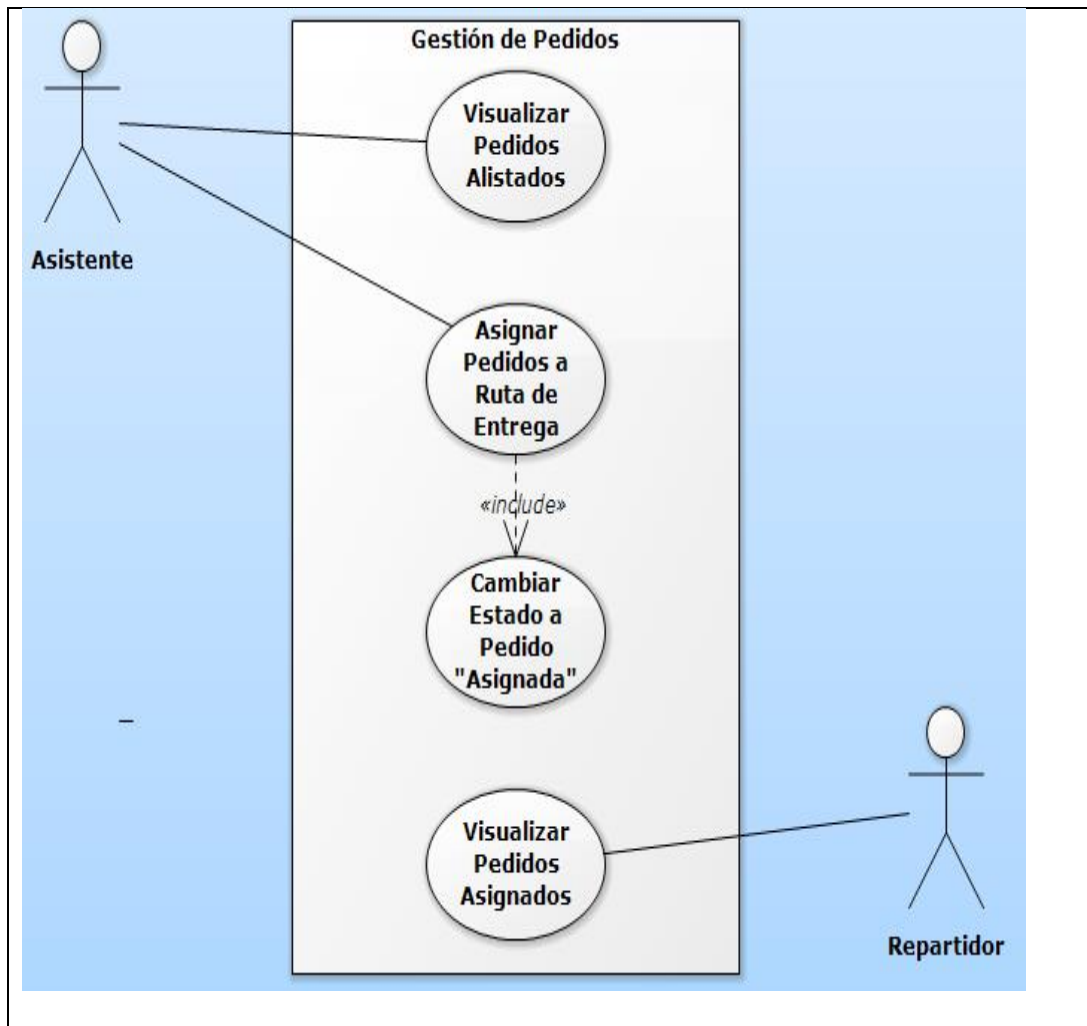 Gestión de Pedidos
Visualizar
Pedidos
Alistados
Asistente
Asignar
Pedidos a
Ruta de
Entrega
«include»
Cambiar
Estado a
Pedido
"Asignada"
Visualizar
Pedidos
Asignados
Repartidor